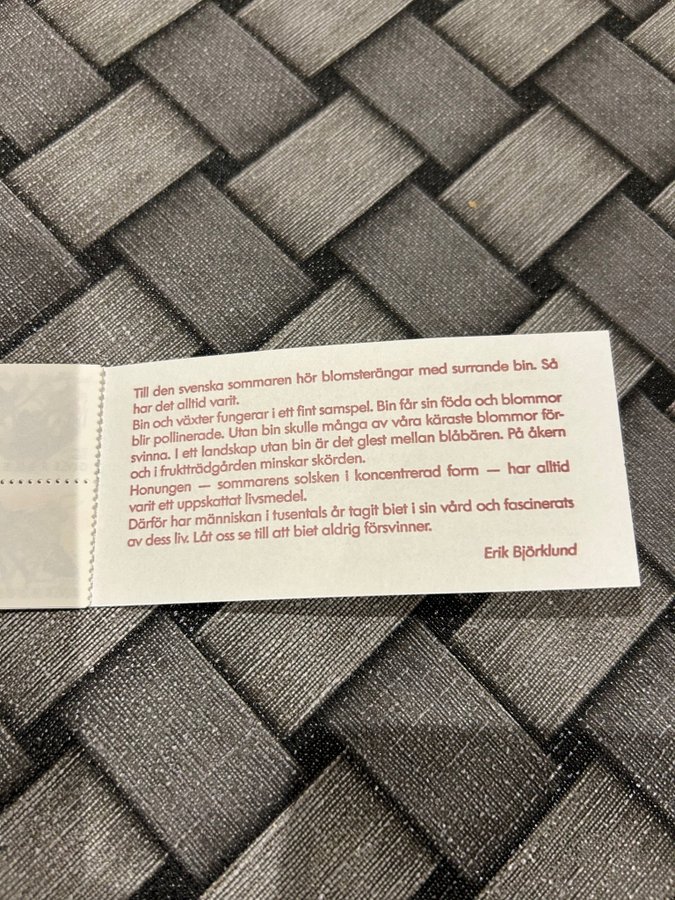 Till den svenska sommaren hör blomsterängar med surrande bin. Så
har det alltid varit.
Bin och växter fungerar i ett fint samspel. Bin får sin föda och blommor
blir pollinerade. Utan bin skulle många av våra käraste blommor för-
svinna. I ett landskap utan bin är det glest mellan blåbären. På åkern
och i fruktträdgården minskar skörden.
Honungen — sommarens solsken i koncentrerad form — har alltid
varit ett uppskattat livsmedel.
Därför har människan i tusentals år tagit biet i sin vård och fascinerats
av dess liv. Låt oss se till att biet aldrig försvinner.
Erik Björklund